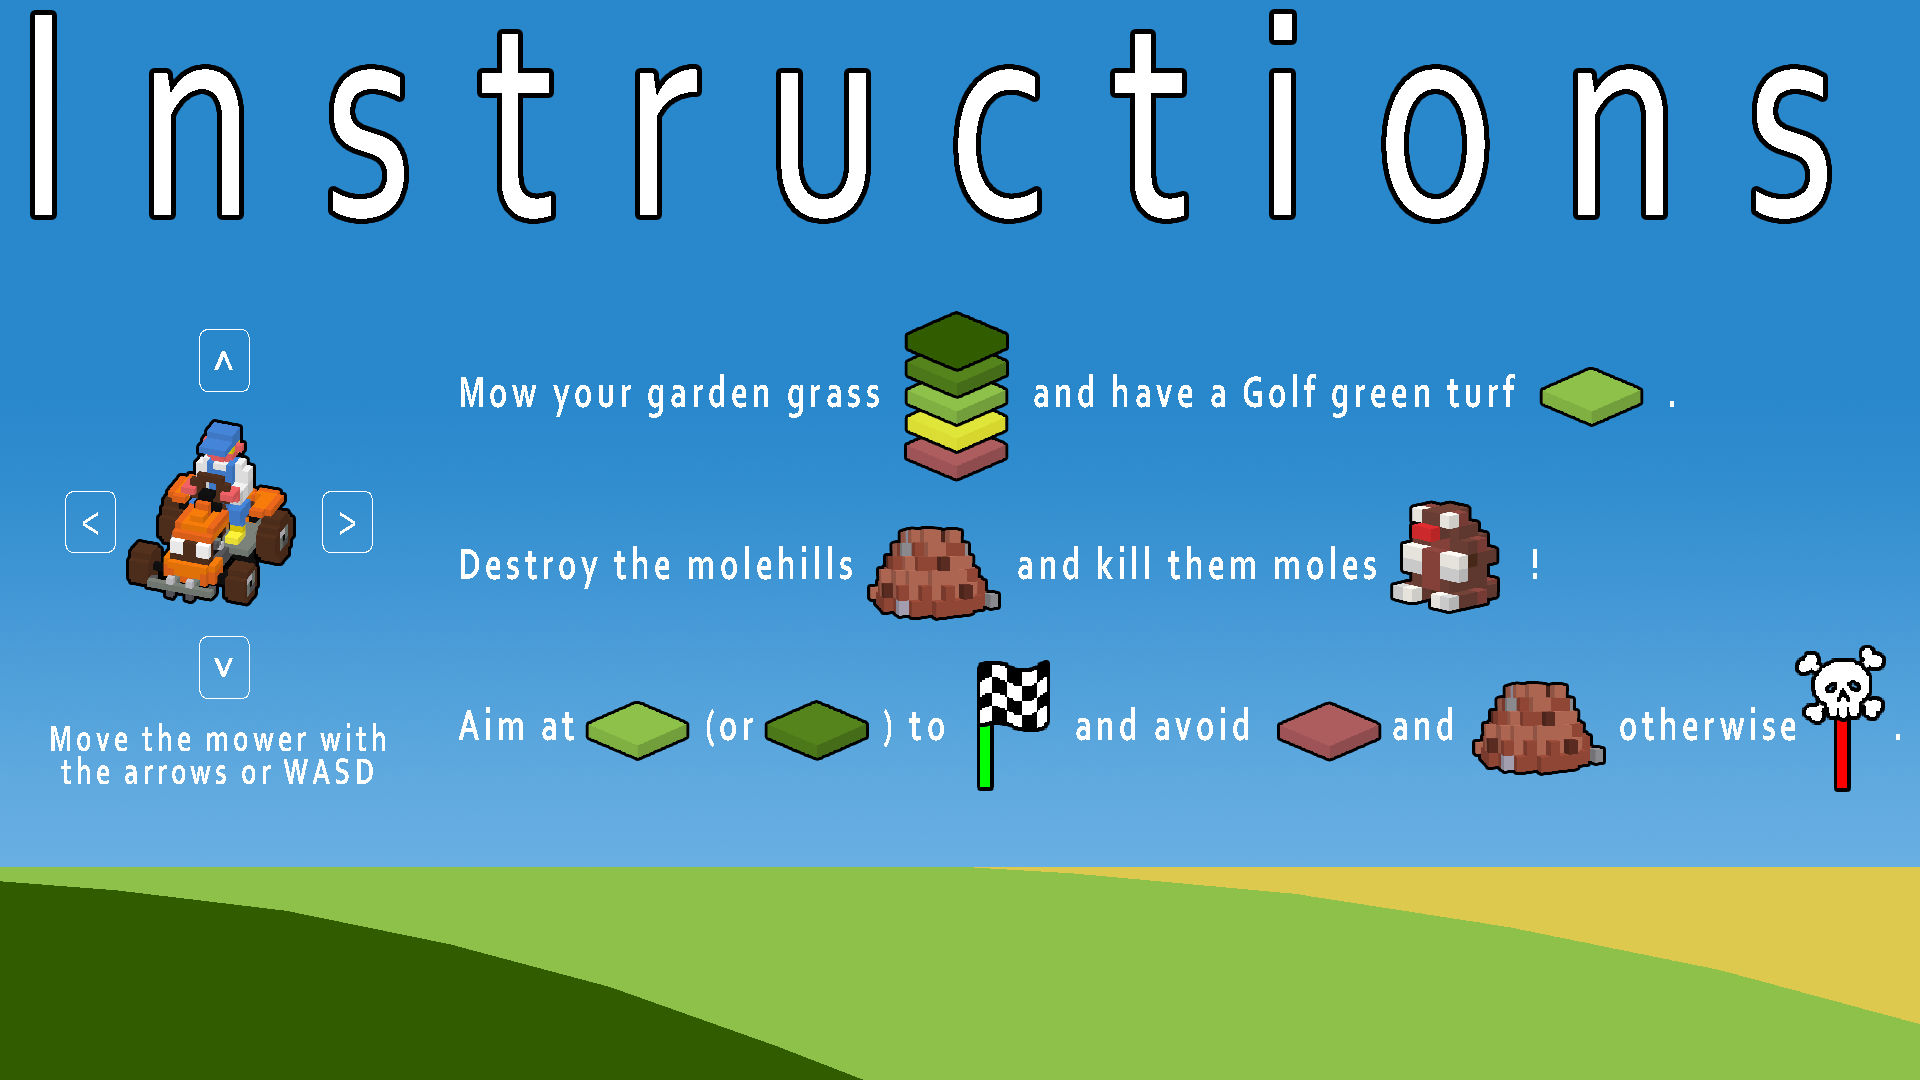 Instructions
^
Mow your garden grass and have a Golf green turf .
< >
Destroy the molehills and kill them moles !
v
Aim at (or ) to and avoid and otherwise .
Move the mower with
the arrows or WASD